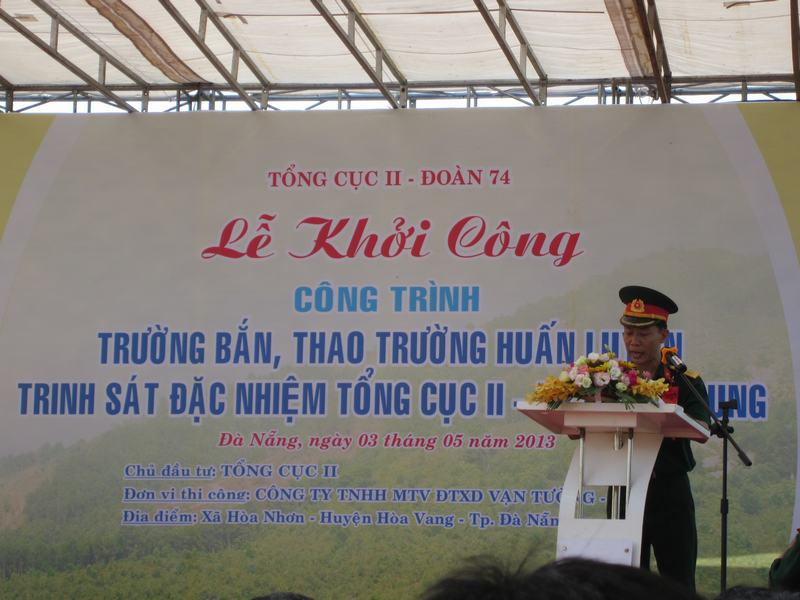 TỔNG CỤC II - ĐOÀN 74
Lễ Khởi Công
CÔNG TRÌNH
TRƯỜNG BẮN, THAO TRƯỜNG HUẤN
TRINH SÁT ĐẶC NHIỆM TỔNG CỤC II -
Đà Nẵng, ngày 03 tháng 05 năm 2013
Chủ đầu tư: TỔNG CỤC II
Đơn vị thi công: CÔNG TY TNHH MTV ĐTXD VẠN TƯỜNG -
Địa điểm: Xã Hòa Nhơn - Huyện Hòa Vang - Tp. Đà Nẵng